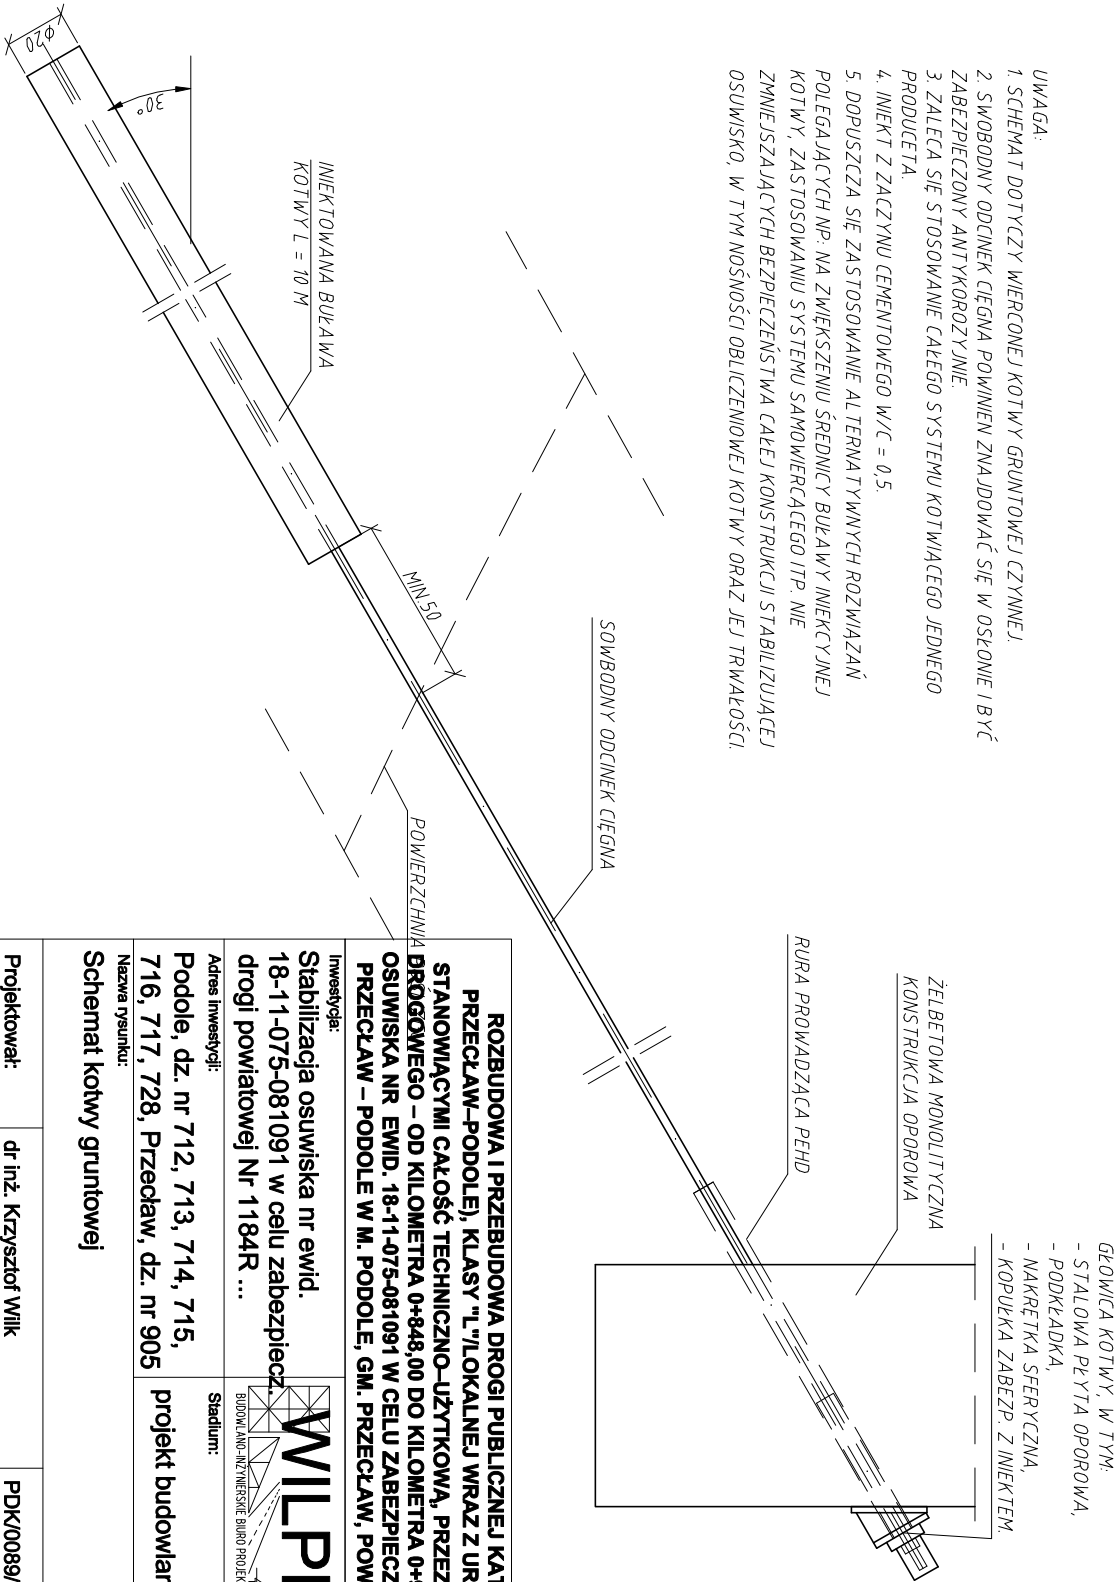 UWAGA:
1. SCHEMAT DOTYCZY WIERCONEJ KOTWY GRUNTOWEJ CZYNNEJ.
2. SWOBODNY ODCINEK CIĘGNA POWINIEN ZNAJDOWAĆ SIĘ W OSŁONIE I BYĆ
ZABEZPIECZONY ANTYKOROZYJNIE.
3. ZALECA SIĘ STOSOWANIE CAŁEGO SYSTEMU KOTWIĄCEGO JEDNEGO
PRODUCETA.
4. INIEKT Z ZACZYNU CEMENTOWEGO W/C = 0,5.
5. DOPUSZCZA SIĘ ZASTOSOWANIE ALTERNATYWNYCH ROZWIĄZAŃ
POLEGAJĄCYCH NP.: NA ZWIĘKSZENIU ŚREDNICY BUŁAWY INIEKCYJNEJ
KOTWY, ZASTOSOWANIU SYSTEMU SAMOWIERCĄCEGO ITP. NIE
ZMNIEJSZAJĄCYCH BEZPIECZEŃSTWA CAŁEJ KONSTRUKCJI STABILIZUJĄCEJ
OSUWISKO, W TYM NOŚNOŚCI OBLICZENIOWEJ KOTWY ORAZ JEJ TRWAŁOŚCI.
GŁOWICA KOTWY, W TYM:
- STALOWA PŁYTA OPOROWA,
- PODKŁADKA,
- NAKRĘTKA SFERYCZNA,
- KOPUŁKA ZABEZP. Z INIEKTEM.
ŻELBETOWA MONOLITYCZNA
KONSTRUKCJA OPOROWA
RURA PROWADZĄCA PEHD
SOWBODNY ODCINEK CIĘGNA
POWIERZCHNIA
MIN.50
INIEKTOWANA BUŁAWA
KOTWY L = 10 M
30°
Ø20
ROZBUDOWA I PRZEBUDOWA DROGI PUBLICZNEJ KAT
PRZECŁAW–PODOLE), KLASY "L"/LOKALNEJ WRAZ Z UR
STANOWIĄCYMI CAŁOŚĆ TECHNICZNO–UŻYTKOWĄ, PRZEZ
DROGOWEGO – OD KILOMETRA 0+848,00 DO KILOMETRA 0+
OSUWISKA NR EWID. 18-11-075-081091 W CELU ZABEZPIECZ
PRZECŁAW – PODOLE W M. PODOLE, GM. PRZECŁAW, POW
Inwestycja:
Stabilizacja osuwiska nr ewid.
18-11-075-081091 w celu zabezpiecz.
drogi powiatowej Nr 1184R ...
WILP
BUDOWLANO-INŻYNIERSKIE BIURO PROJEK
Adres inwestycji:
Podole, dz. nr 712, 713, 714, 715,
716, 717, 728, Przecław, dz. nr 905
Stadium:
projekt budowlan
Nazwa rysunku:
Schemat kotwy gruntowej
Projektował:
dr inż. Krzysztof Wilk
PDK/0089/